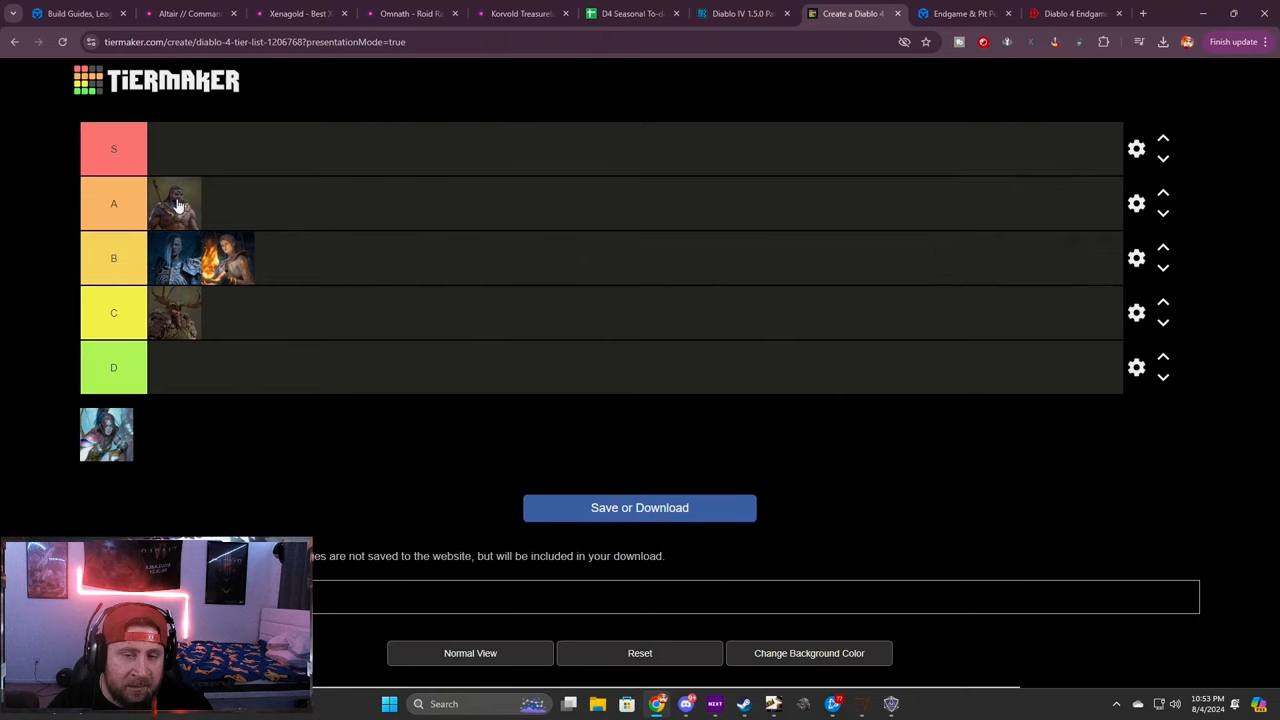 Build Guides, Leag
Altair // Comman
Xenagold - Best X
Omnath - Roid Ra
Korvold Treasure
D4 Seasonal To-d
Diablo IV 1.5.0 Pa
Create a Diablo 4
Endgame & Pit Pu
Diablo 4 Endgam
tiermaker.com/create/diablo-4-tier-list-1206768?presentationMode=true
Finish update
TiERMAKER
S
A
B
C
D
Save or Download
es are not saved to the website, but will be included in your download.
Normal View
Reset
Change Background Color
Search
10:53 PM
8/4/2024